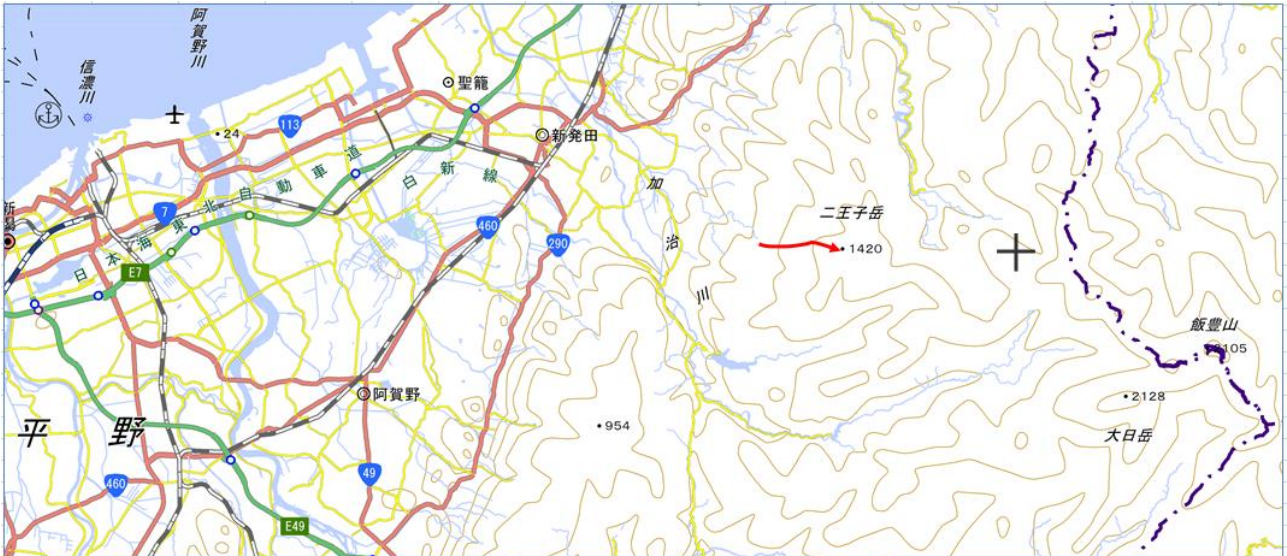 阿賀野川
信濃川
聖籠
24
113
新発田
日本海東北自動車道
白新線
加治川
二王子岳
1420
7
460
290
E7
飯豊山
2105
阿賀野
2128
大日岳
954
平野
49
460
E49